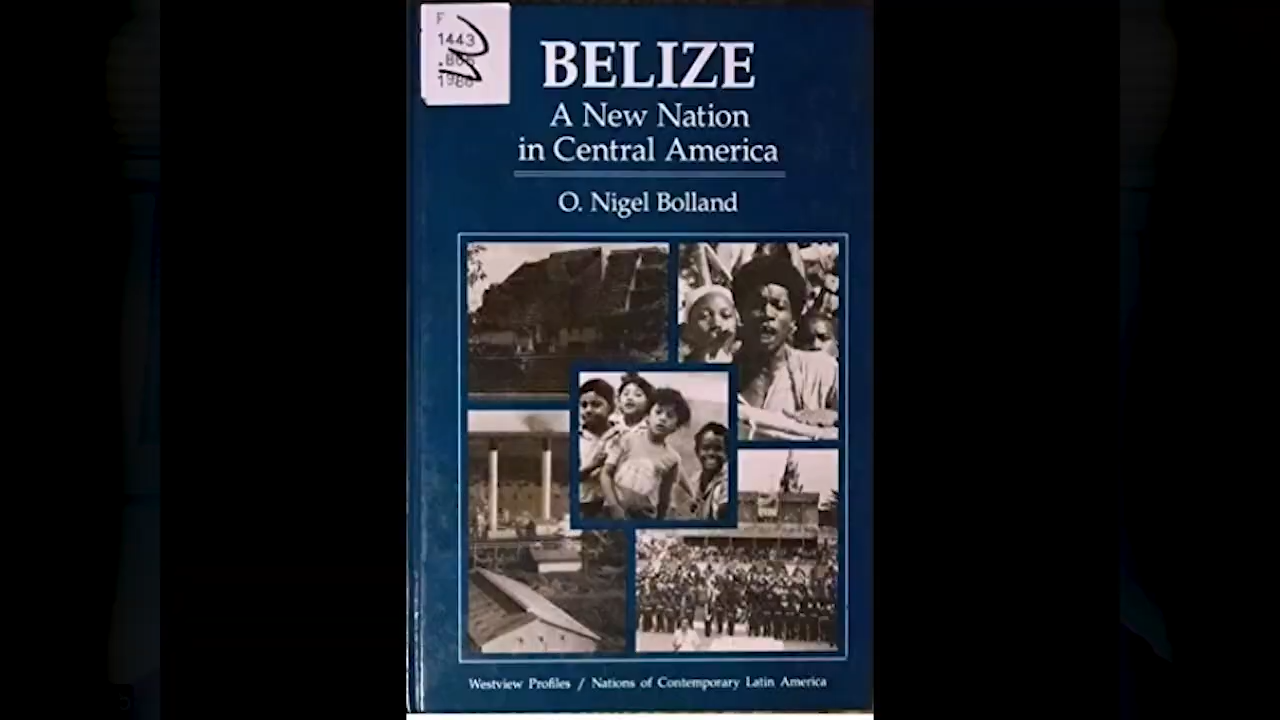 F
1443
1986
BELIZE
A New Nation
in Central America
O. Nigel Bolland
Westview Profiles / Nations of Contemporary Latin America